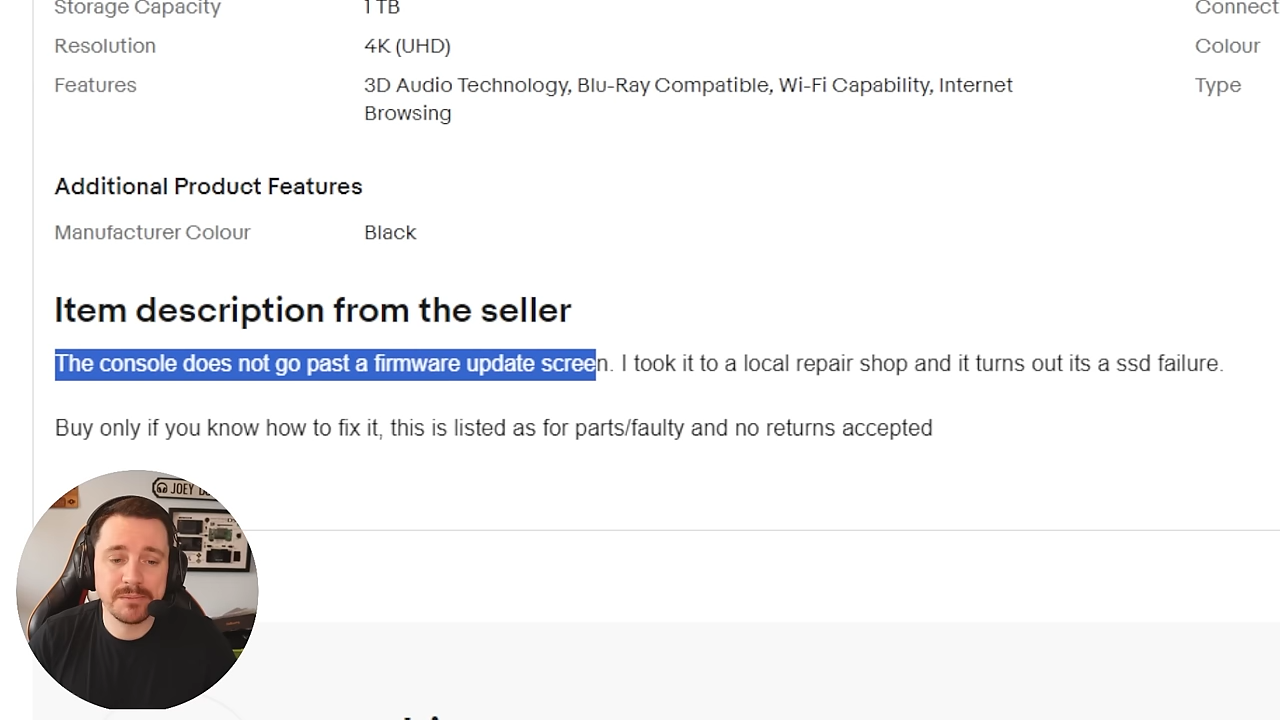 Storage Capacity 1 TB Connect
Resolution 4K (UHD) Colour
Features 3D Audio Technology, Blu-Ray Compatible, Wi-Fi Capability, Internet Type
Browsing
Additional Product Features
Manufacturer Colour Black
Item description from the seller
The console does not go past a firmware update screen. I took it to a local repair shop and it turns out its a ssd failure.
Buy only if you know how to fix it, this is listed as for parts/faulty and no returns accepted
JOEY